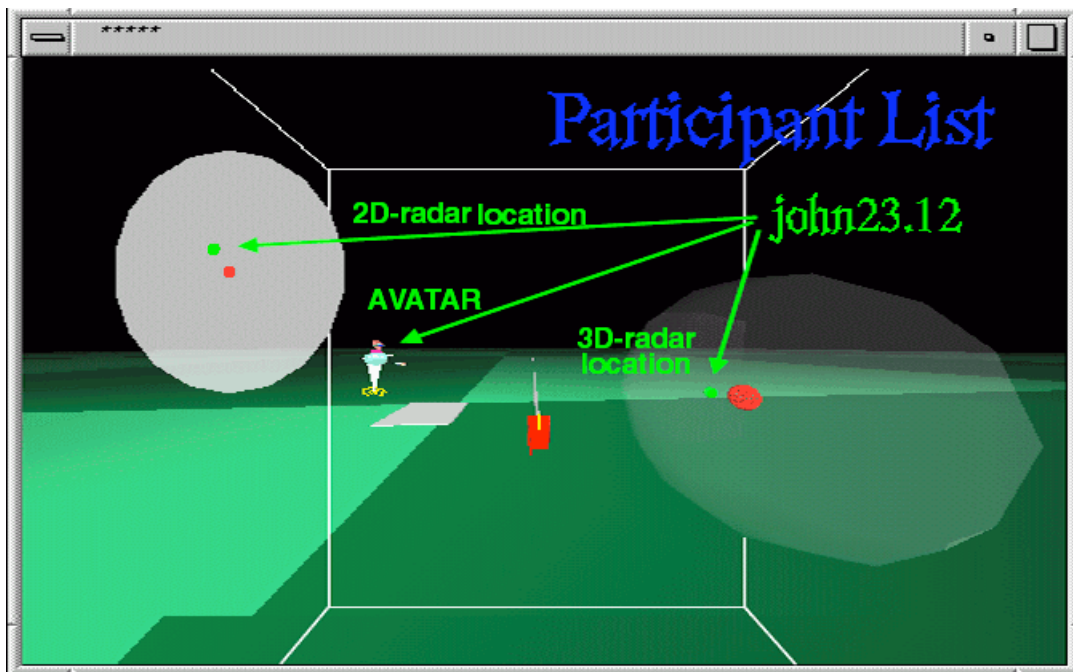 *****
Participant List
john23.12
2D-radar location
AVATAR
3D-radar
location